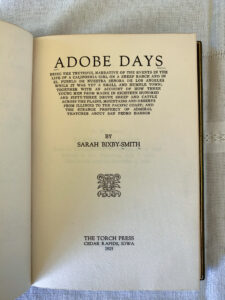 ADOBE DAYS
BEING THE TRUTHFUL NARRATIVE OF THE EVENTS IN THE
LIFE OF A CALIFORNIA GIRL ON A SHEEP RANCH AND IN
EL PUEBLO DE NUESTRA SEÑORA DE LOS ANGELES
WHILE IT WAS YET A SMALL AND HUMBLE TOWN;
TOGETHER WITH AN ACCOUNT OF HOW THREE
YOUNG MEN FROM MAINE IN EIGHTEEN HUNDRED
AND FIFTY-THREE DROVE SHEEP AND CATTLE
ACROSS THE PLAINS, MOUNTAINS AND DESERTS
FROM ILLINOIS TO THE PACIFIC COAST; AND
THE STRANGE PROPHECY OF ADMIRAL
THATCHER ABOUT SAN PEDRO HARBOR
BY
SARAH BIXBY-SMITH
THE TORCH PRESS
CEDAR RAPIDS, IOWA
1925